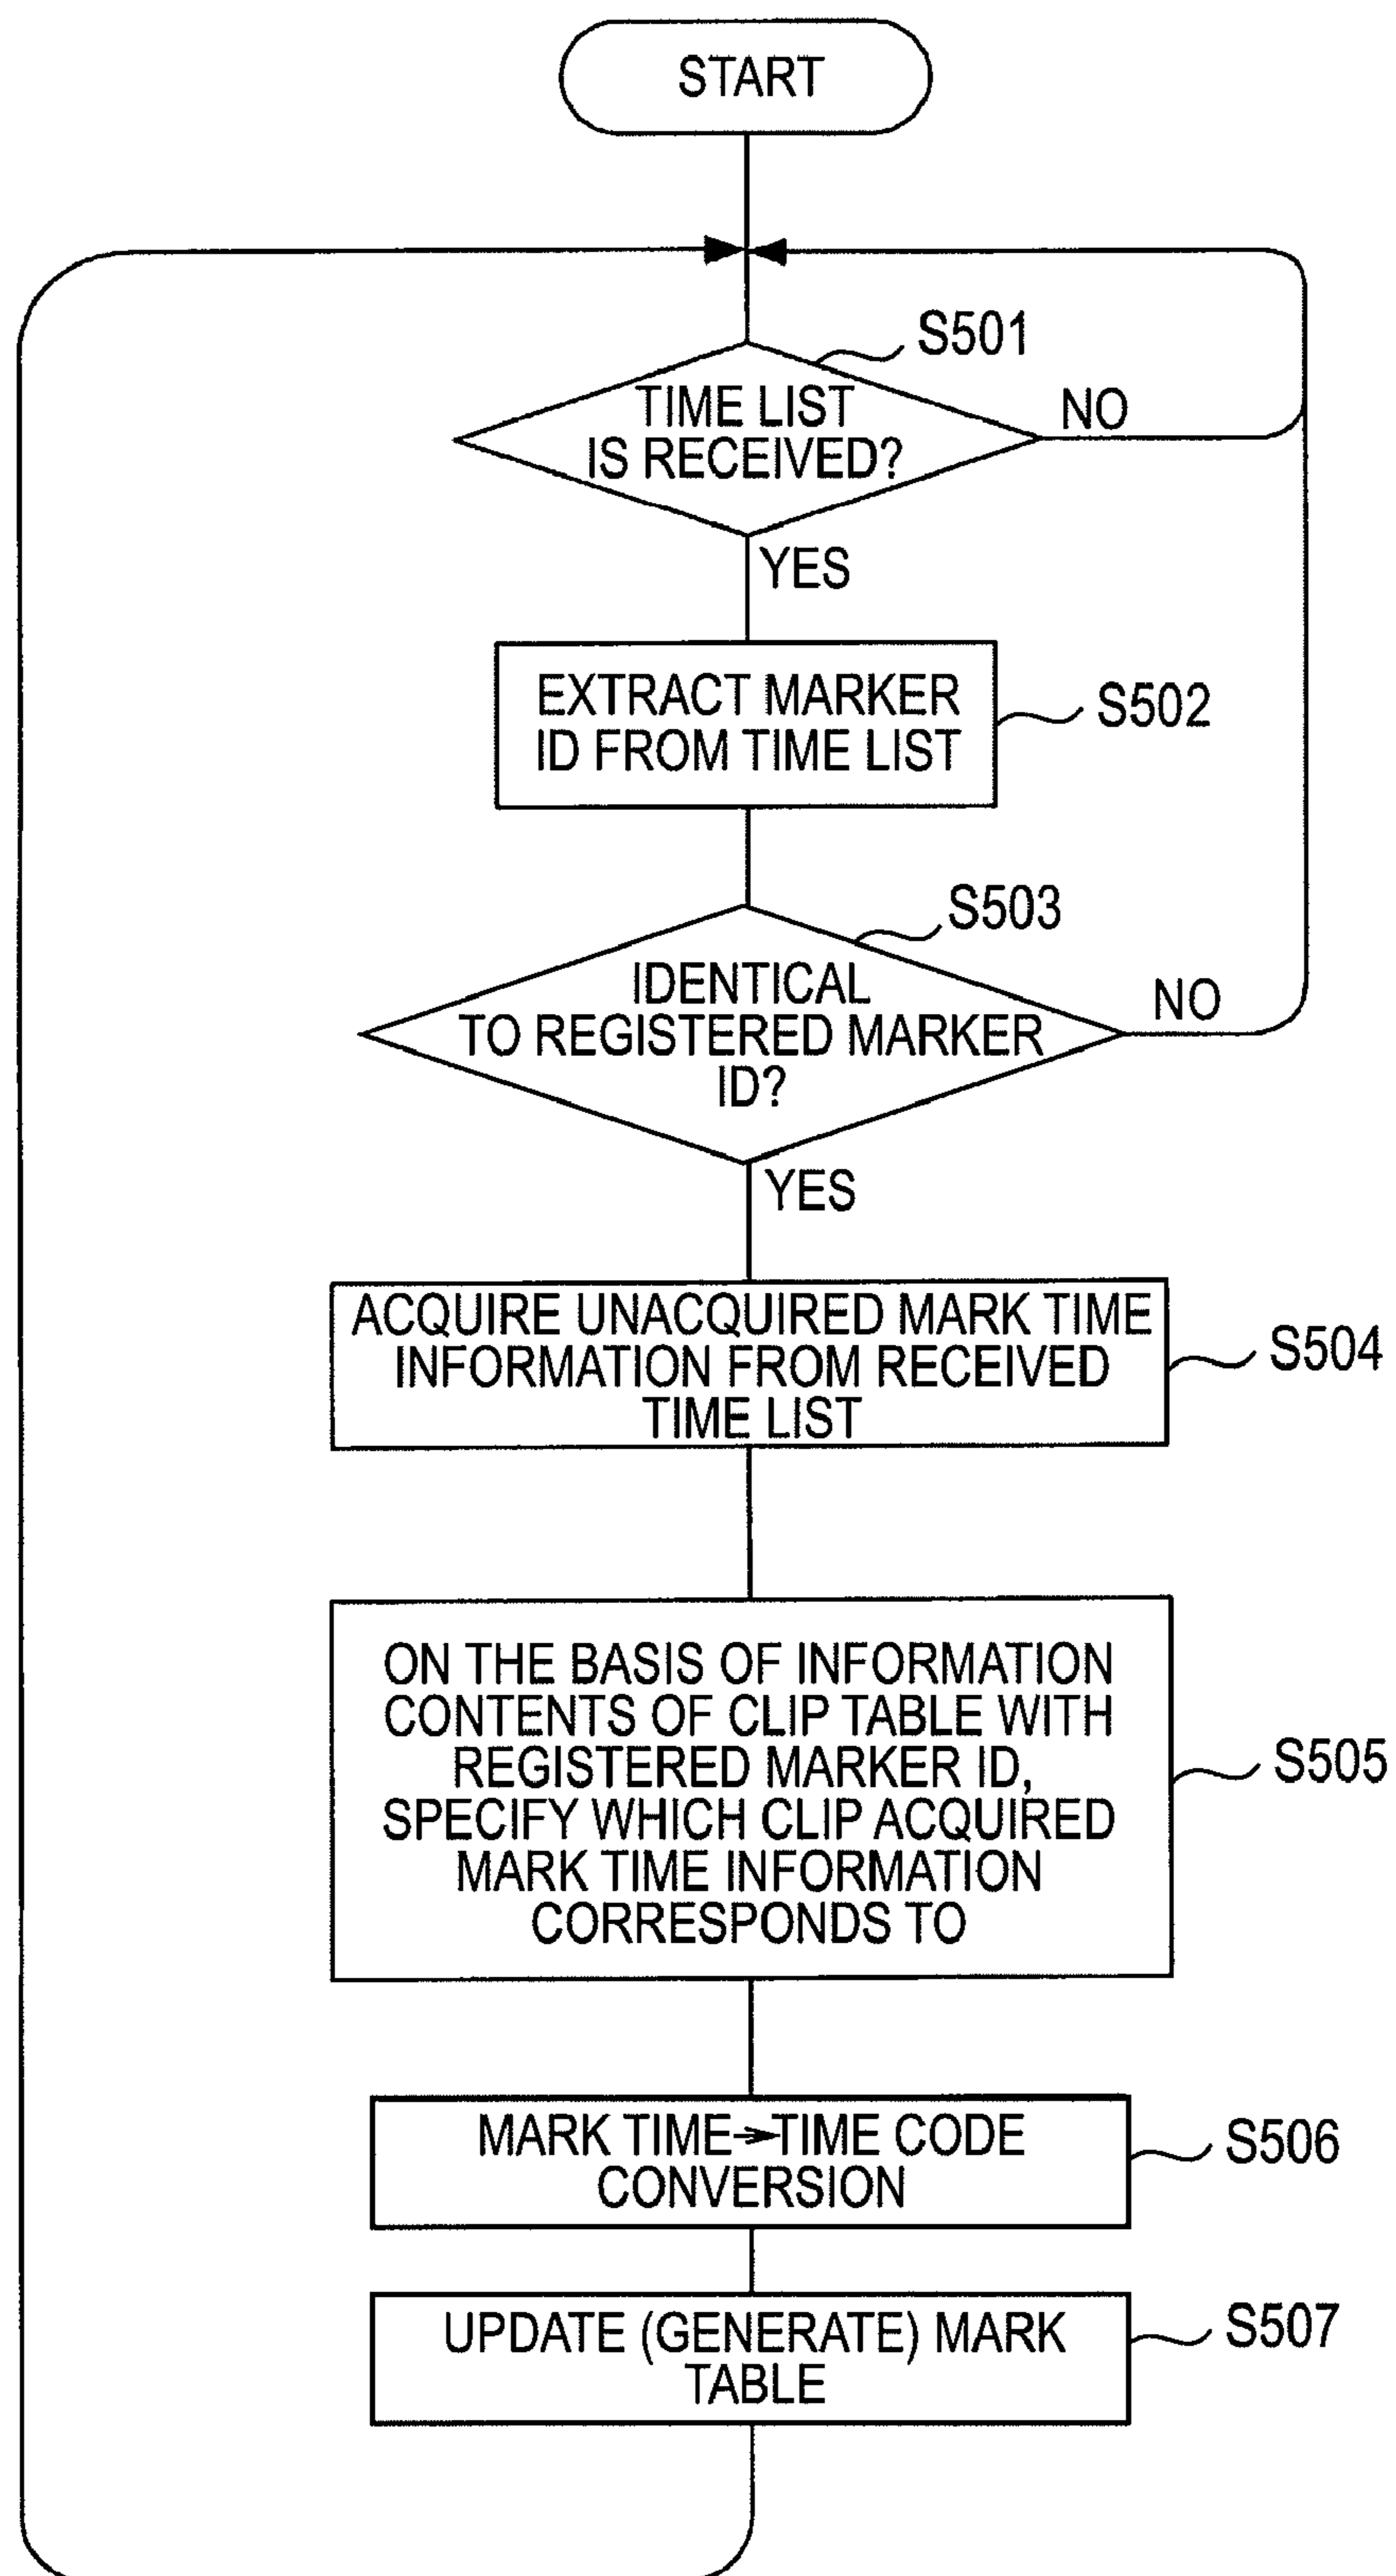 START
S501
TIME LIST
IS RECEIVED?
NO
YES
EXTRACT MARKER
ID FROM TIME LIST
S502
S503
IDENTICAL
TO REGISTERED MARKER
ID?
NO
YES
ACQUIRE UNACQUIRED MARK TIME
INFORMATION FROM RECEIVED
TIME LIST
S504
ON THE BASIS OF INFORMATION
CONTENTS OF CLIP TABLE WITH
REGISTERED MARKER ID,
SPECIFY WHICH CLIP ACQUIRED
MARK TIME INFORMATION
CORRESPONDS TO
S505
MARK TIME→TIME CODE
CONVERSION
S506
UPDATE (GENERATE) MARK
TABLE
S507